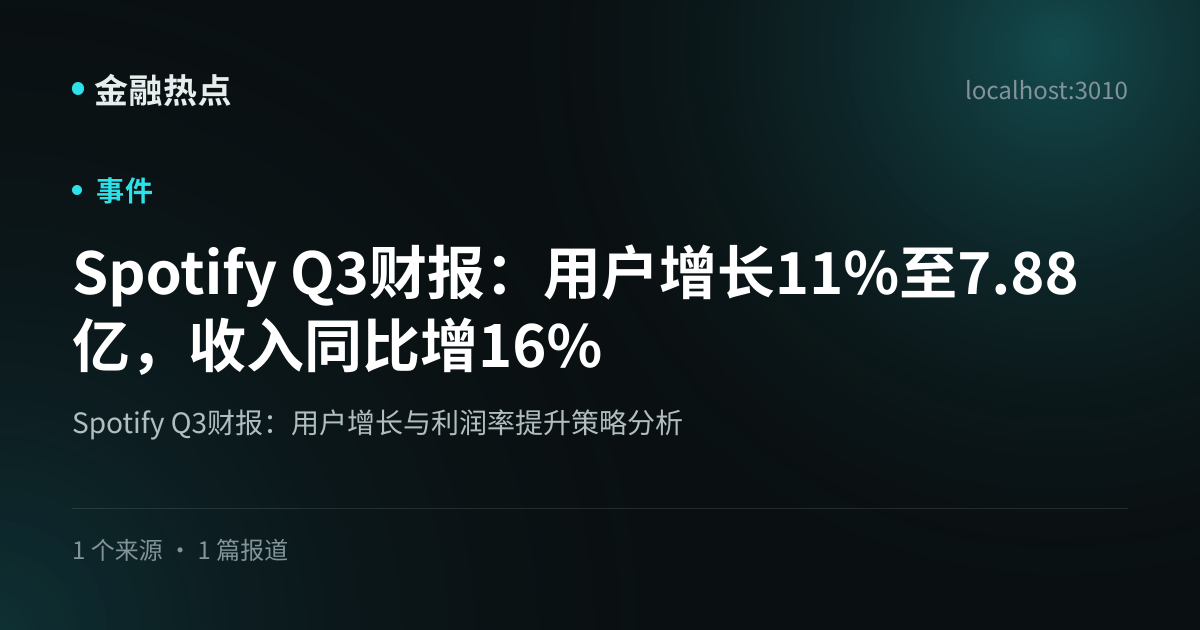 金融热点
localhost:3010
事件
Spotify Q3财报：用户增长11%至7.88
亿，收入同比增16%
Spotify Q3财报：用户增长与利润率提升策略分析
1 个来源 · 1 篇报道